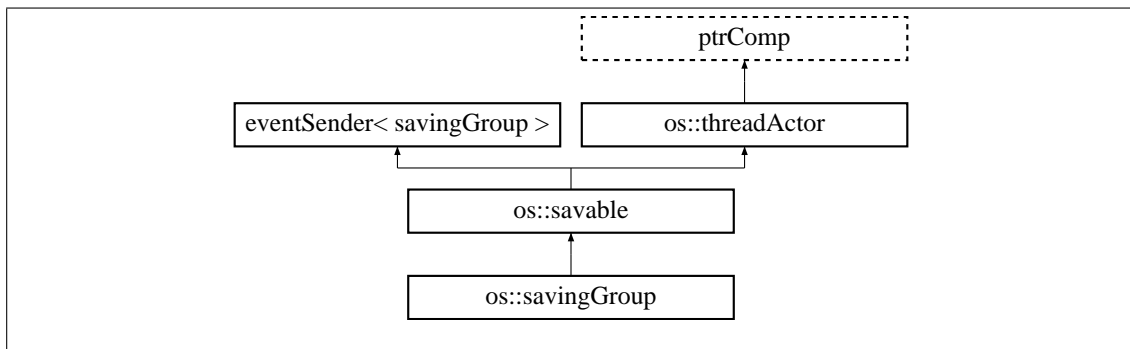 ptrComp
eventSender< savingGroup >
os::threadActor
os::savable
os::savingGroup